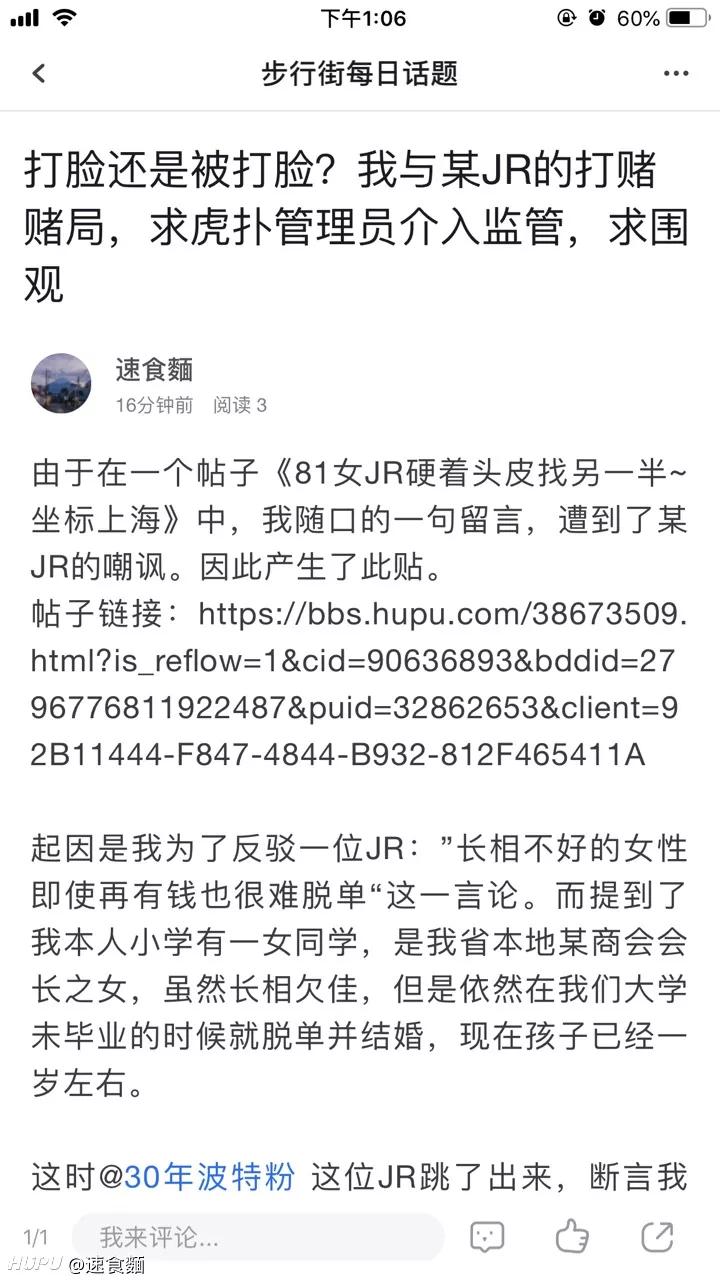 下午1:06
60%
步行街每日话题
打脸还是被打脸？我与某JR的打赌
赌局，求虎扑管理员介入监管，求围
观
速食麵
16分钟前 阅读 3
由于在一个帖子《81女JR硬着头皮找另一半~
坐标上海》中，我随口的一句留言，遭到了某
JR的嘲讽。因此产生了此贴。
帖子链接：https://bbs.hupu.com/38673509.
html?is_reflow=1&cid=90636893&bddid=27
96776811922487&puid=32862653&client=9
2B11444-F847-4844-B932-812F465411A
起因是我为了反驳一位JR：”长相不好的女性
即使再有钱也很难脱单“这一言论。而提到了
我本人小学有一女同学，是我省本地某商会会
长之女，虽然长相欠佳，但是依然在我们大学
未毕业的时候就脱单并结婚，现在孩子已经一
岁左右。
这时@30年波特粉 这位JR跳了出来，断言我
1/1 我来评论...
HUPU @速食麵